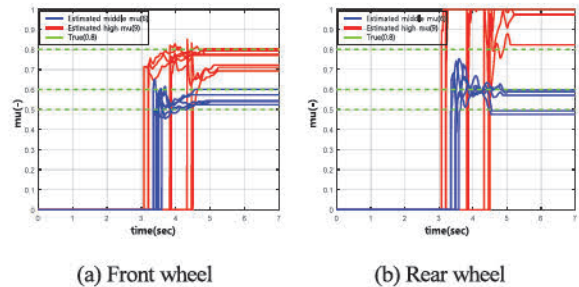 Estimated middle mu(6)
Estimated high mu(9)
True(0.8)
1
0.9
0.8
0.7
0.6
0.5
0.4
0.3
0.2
0.1
0
mu(-)
0 1 2 3 4 5 6 7
time(sec)
(a) Front wheel
Estimated high mu(9)
True(0.8)
1
0.9
0.8
0.7
0.6
0.5
0.4
0.3
0.2
0.1
0
mu(-)
0 1 2 3 4 5 6 7
time(sec)
(b) Rear wheel